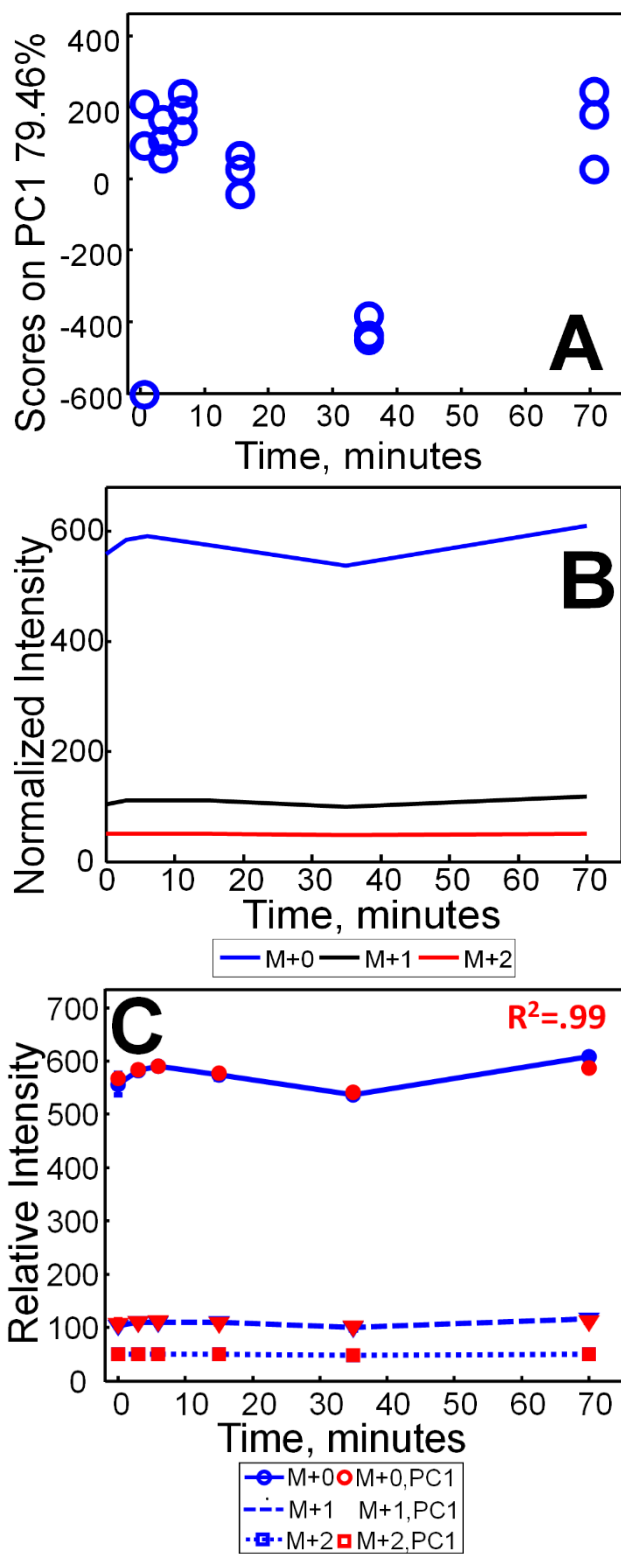 400
200
0
-200
-400
-600
Scores on PC1 79.46%
A
0 10 20 30 40 50 60 70
Time, minutes
600
400
200
0
Normalized Intensity
B
0 10 20 30 40 50 60 70
Time, minutes
M+0 M+1 M+2
C
R²=.99
700
600
500
400
300
200
100
0
Relative Intensity
0 10 20 30 40 50 60 70
Time, minutes
M+0 M+0,PC1
M+1 M+1,PC1
M+2 M+2,PC1